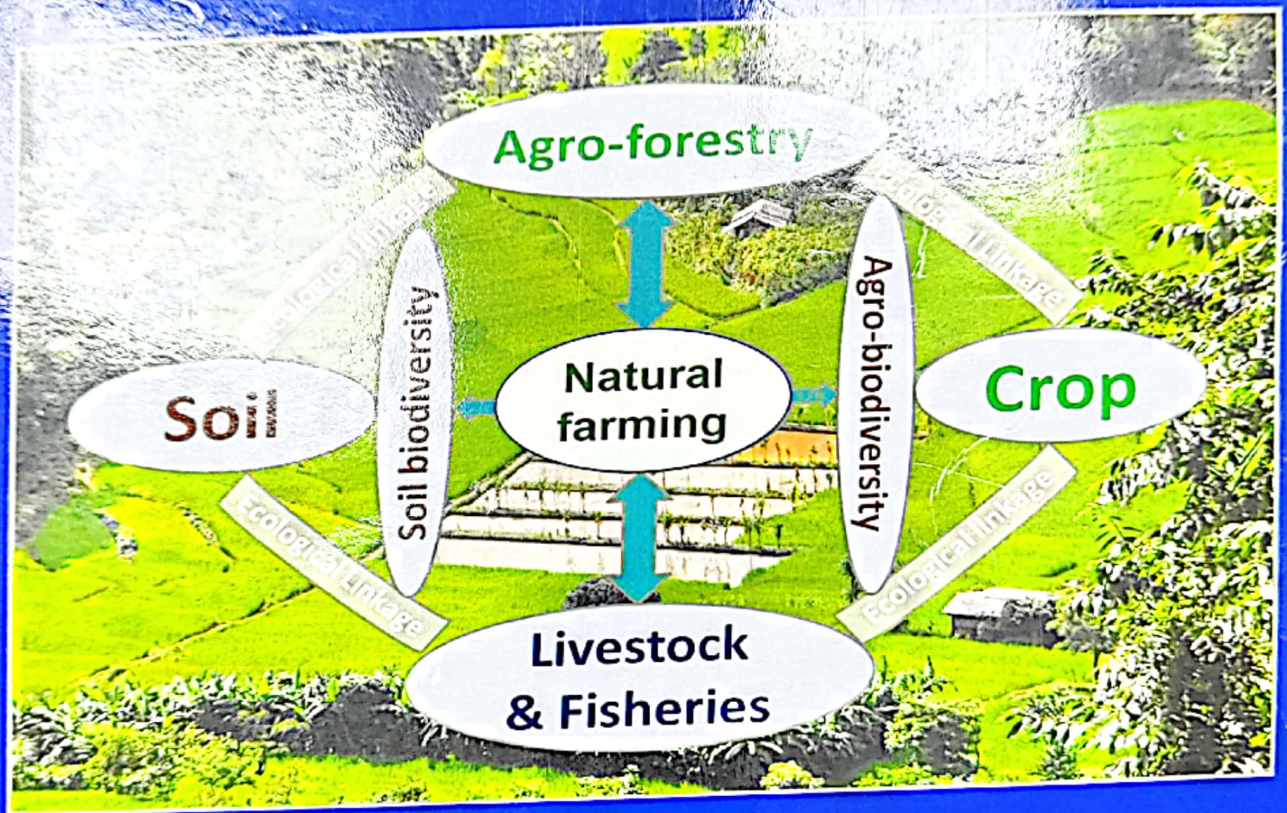 Agro-forestry
Ecological linkage
Ecological Linkage
Soil biodiversity
Agro-biodiversity
Natural
farming
Soil
Crop
Ecological Linkage
Ecological linkage
Livestock
& Fisheries